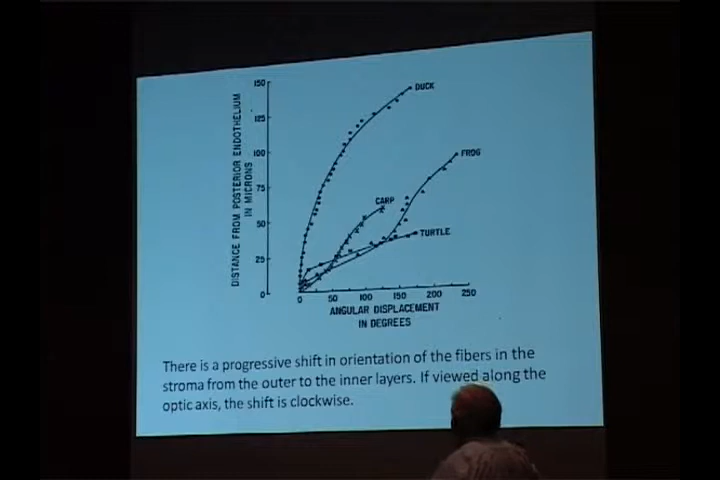 150
125
100
75
50
25
0
DISTANCE FROM POSTERIOR ENDOTHELIUM
IN MICRONS
DUCK
FROG
CARP
TURTLE
0 50 100 150 200 250
ANGULAR DISPLACEMENT
IN DEGREES
There is a progressive shift in orientation of the fibers in the
stroma from the outer to the inner layers. If viewed along the
optic axis, the shift is clockwise.